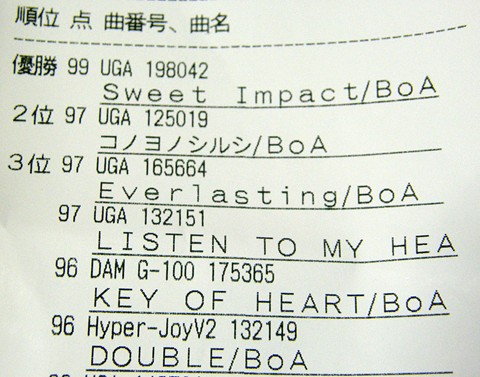 順位 点 曲番号、曲名
優勝 99 UGA 198042
Sweet Impact/BoA
2位 97 UGA 125019
コノヨノシルシ/BoA
3位 97 UGA 165664
Everlasting/BoA
97 UGA 132151
LISTEN TO MY HEA
96 DAM G-100 175365
KEY OF HEART/BoA
96 Hyper-JoyV2 132149
DOUBLE/BoA